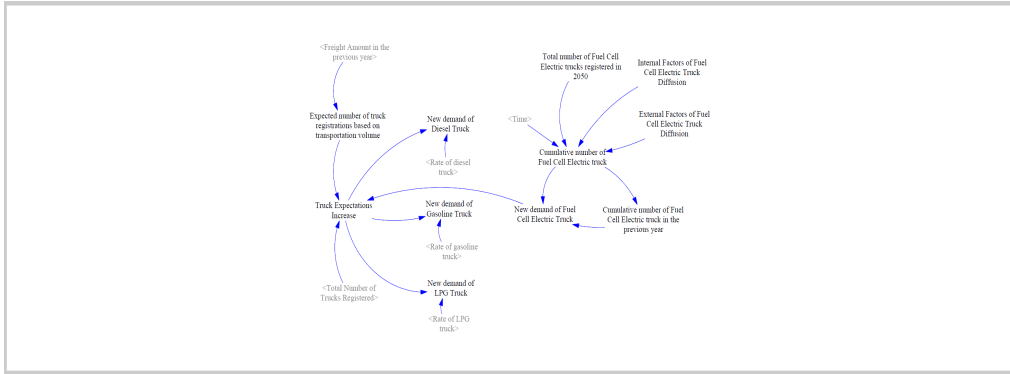 <Freight Amount in the
previous year>
Expected number of truck
registrations based on
transportation volume
New demand of
Diesel Truck
<Rate of diesel
truck>
Truck Expectations
Increase
New demand of
Gasoline Truck
<Rate of gasoline
truck>
<Total Number of
Trucks Registered>
New demand of
LPG Truck
<Rate of LPG
truck>
Total number of Fuel Cell
Electric trucks registered in
2050
Internal Factors of Fuel
Cell Electric Truck
Diffusion
External Factors of Fuel
Cell Electric Truck
Diffusion
<Time>
Cumulative number of
Fuel Cell Electric truck
New demand of Fuel
Cell Electric Truck
Cumulative number of Fuel
Cell Electric truck in the
previous year